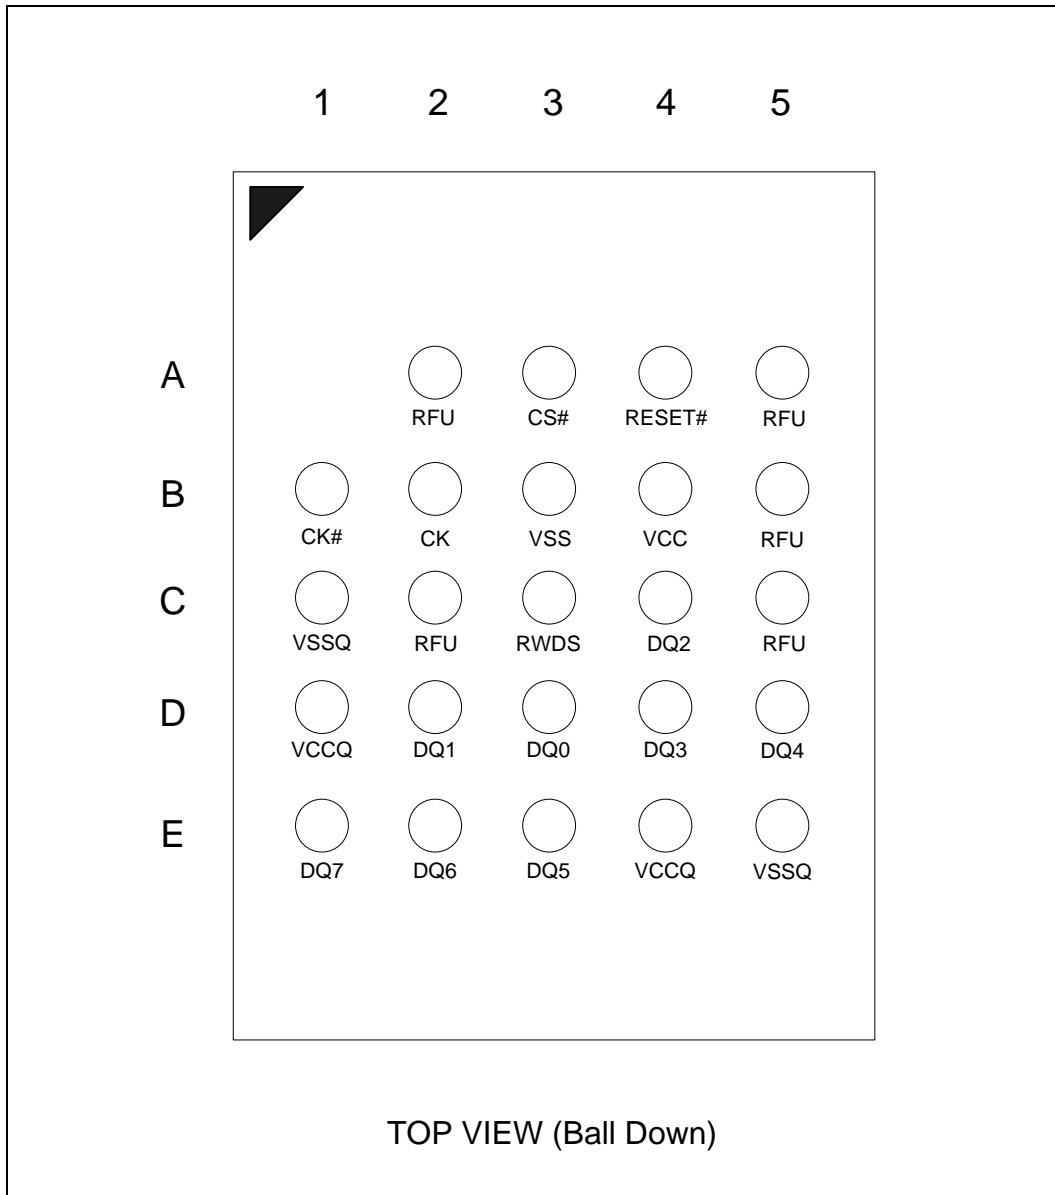 1 2 3 4 5
A
RFU CS# RESET# RFU
B
CK# CK VSS VCC RFU
C
VSSQ RFU RWDS DQ2 RFU
D
VCCQ DQ1 DQ0 DQ3 DQ4
E
DQ7 DQ6 DQ5 VCCQ VSSQ
TOP VIEW (Ball Down)